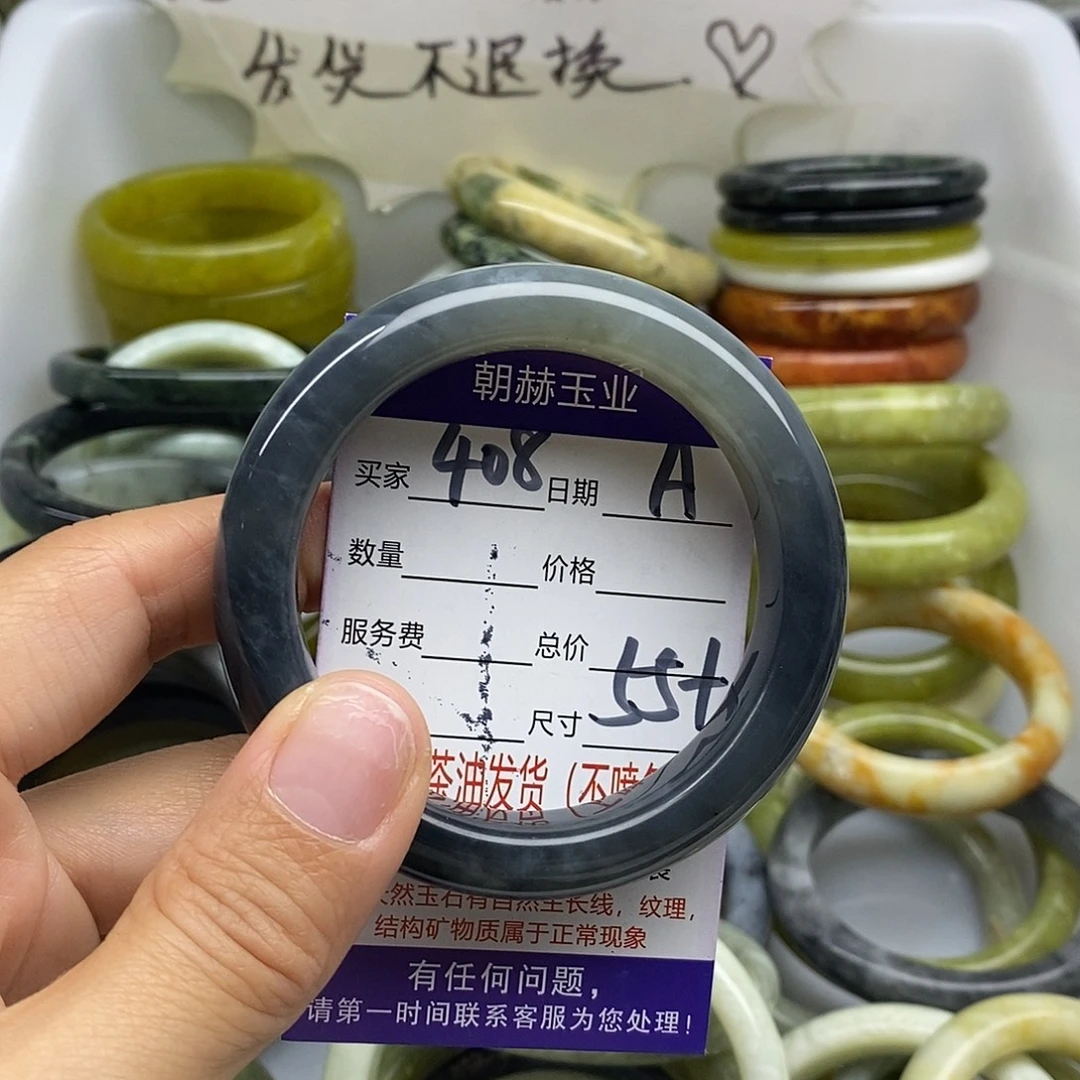 发货不退换
朝赫玉业
买家 408 日期 A
数量 价格
服务费 总价
尺寸 55+
茶油发货（不喷
然玉石有自然生长线，纹理，
结构矿物质属于正常现象
有任何问题，
请第一时间联系客服为您处理！